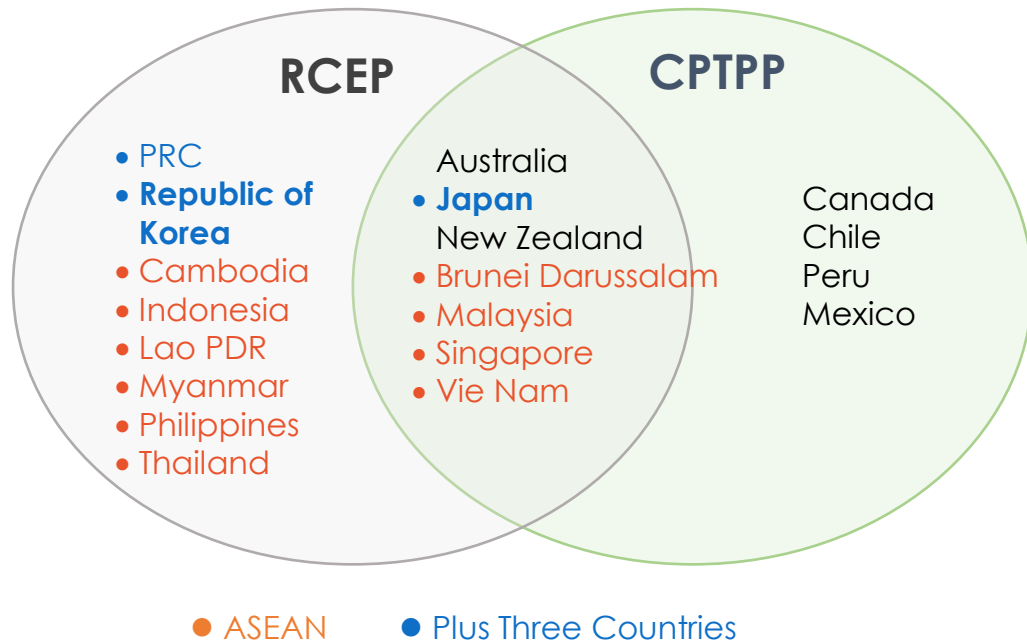 RCEP
CPTPP
• PRC
• Republic of
Korea
• Cambodia
• Indonesia
• Lao PDR
• Myanmar
• Philippines
• Thailand
Australia
• Japan
New Zealand
• Brunei Darussalam
• Malaysia
• Singapore
• Vie Nam
Canada
Chile
Peru
Mexico
● ASEAN
● Plus Three Countries